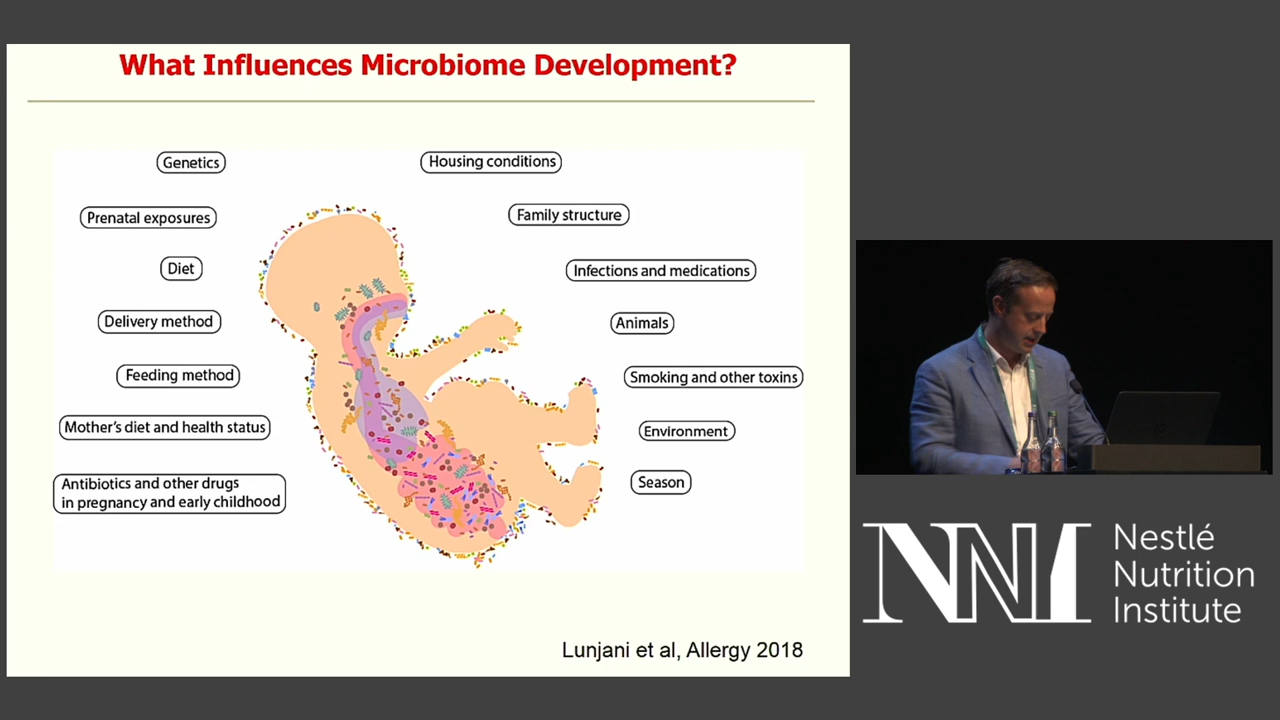 What Influences Microbiome Development?
Genetics
Prenatal exposures
Diet
Delivery method
Feeding method
Mother's diet and health status
Antibiotics and other drugs
in pregnancy and early childhood
Housing conditions
Family structure
Infections and medications
Animals
Smoking and other toxins
Environment
Season
Lunjani et al, Allergy 2018
NNI
Nestlé
Nutrition
Institute